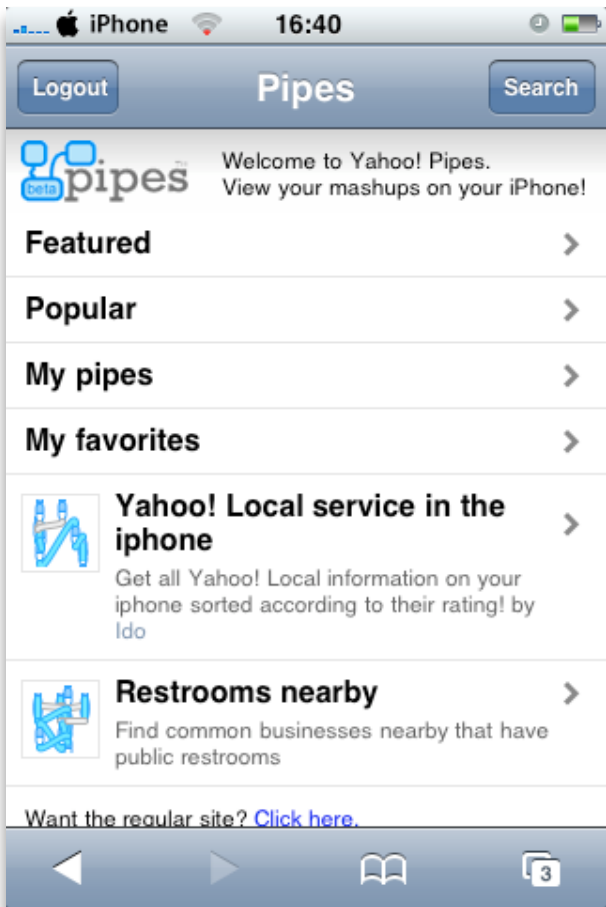 iPhone 16:40
Logout Pipes Search
beta pipes
Welcome to Yahoo! Pipes.
View your mashups on your iPhone!
Featured
Popular
My pipes
My favorites
Yahoo! Local service in the
iphone
Get all Yahoo! Local information on your
iphone sorted according to their rating! by
Ido
Restrooms nearby
Find common businesses nearby that have
public restrooms
Want the regular site? Click here.
3